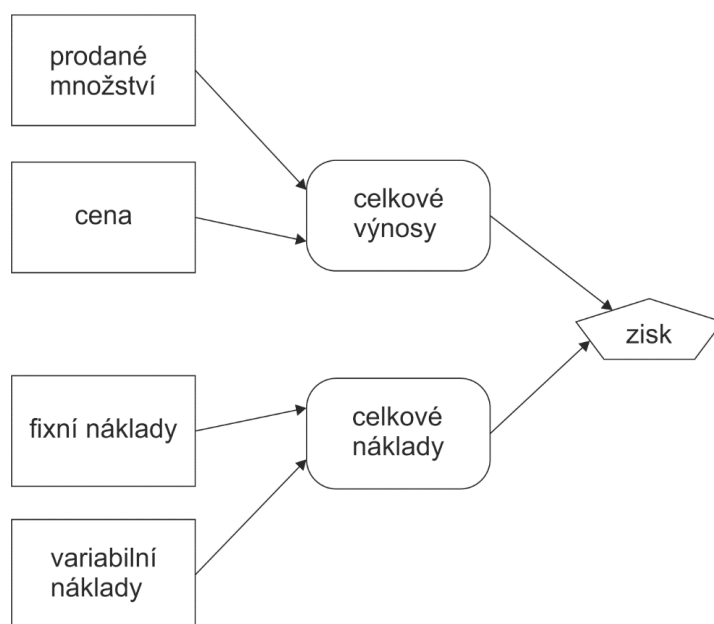 prodané
množství
cena
celkové
výnosy
zisk
fixní náklady
celkové
náklady
variabilní
náklady